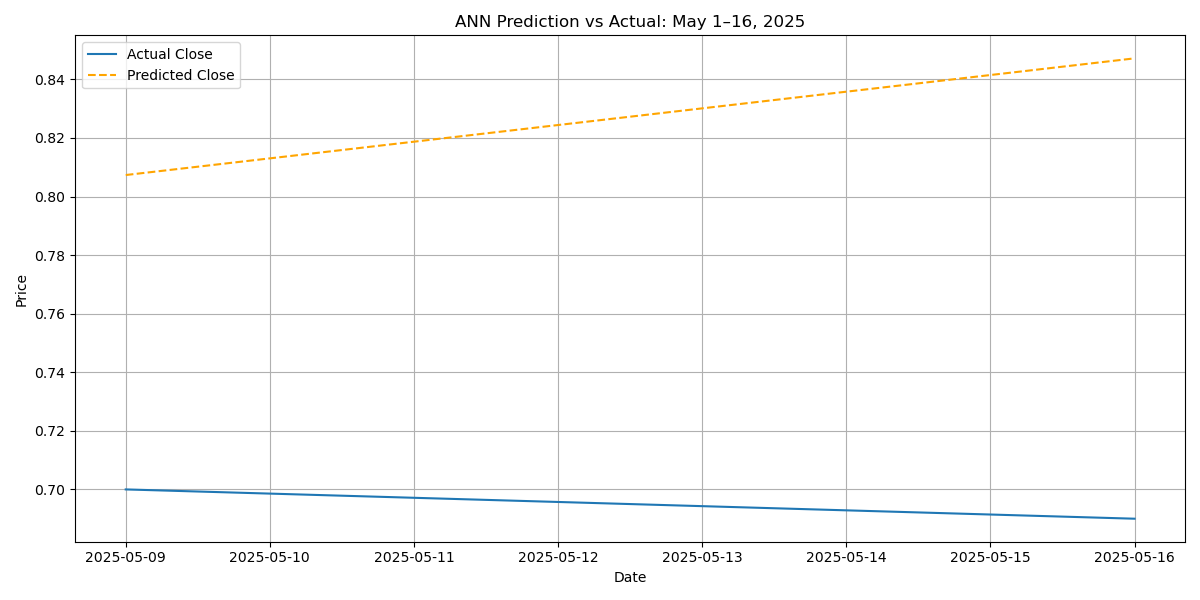 ANN Prediction vs Actual: May 1–16, 2025
Actual Close
Predicted Close
0.84
0.82
0.80
0.78
0.76
0.74
0.72
0.70
Price
2025-05-09 2025-05-10 2025-05-11 2025-05-12 2025-05-13 2025-05-14 2025-05-15 2025-05-16
Date